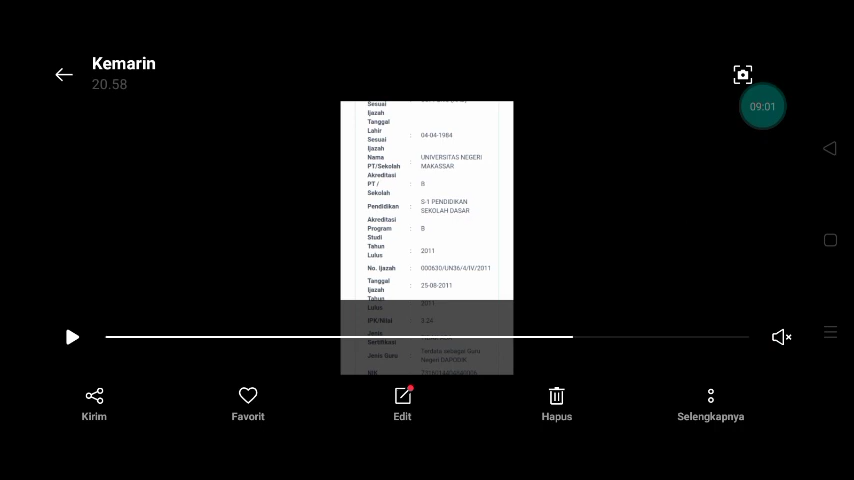 Kemarin
20.58
09:01
Sesuai
Ijazah
Tanggal
Lahir
Sesuai
Ijazah
: 04-04-1984
Nama
PT/Sekolah
: UNIVERSITAS NEGERI
MAKASSAR
Akreditasi
PT /
Sekolah
: B
Pendidikan : S-1 PENDIDIKAN
SEKOLAH DASAR
Akreditasi
Program
Studi
: B
Tahun
Lulus
: 2011
No. Ijazah : 000630/UN36/4/IV/2011
Tanggal
Ijazah
: 25-08-2011
Tahun
Lulus
2011
IPK/Nilai : 3.24
Jenis
Sertifikasi
Jenis Guru : Terdata sebagai Guru
Negeri DAPODIK
NIK
Kirim
Favorit
Edit
Hapus
Selengkapnya